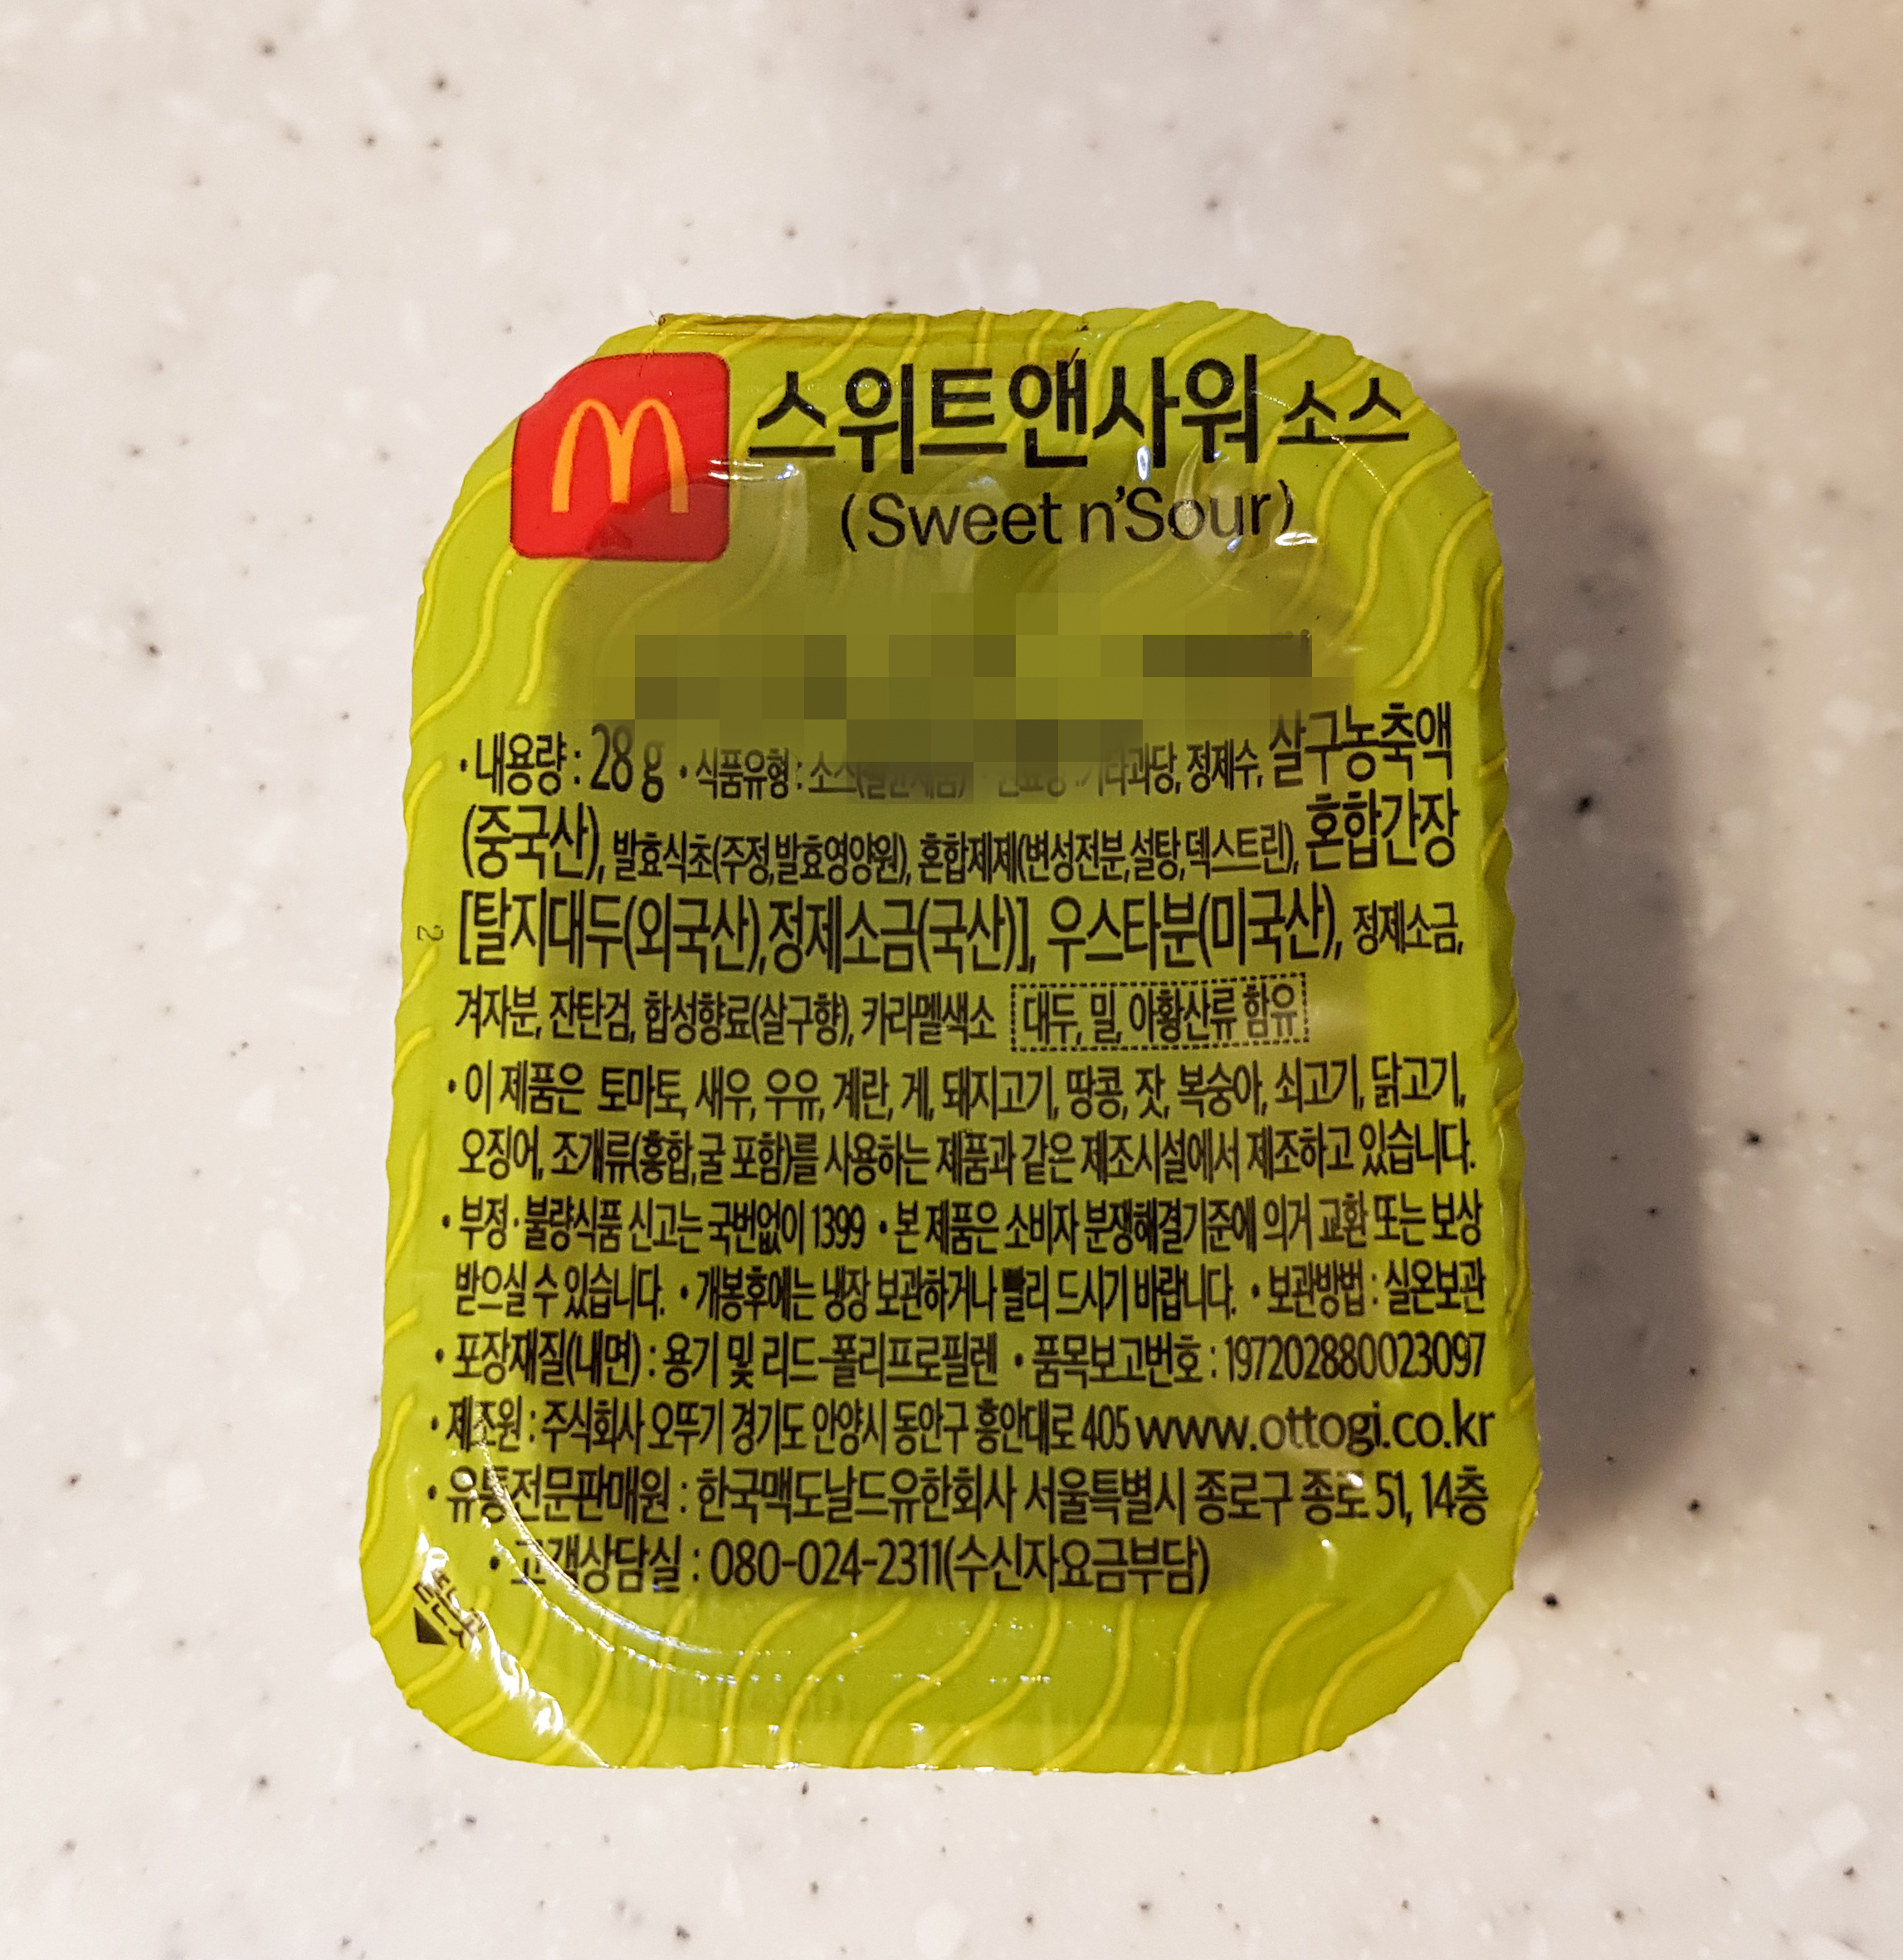 스위트앤사워 소스
(Sweet n'Sour)
•내용량 : 28 g •식품유형 : 소스 기타과당, 정제수, 살구농축액
(중국산), 발효식초(주정,발효영양원), 혼합제제(변성전분,설탕,덱스트린), 혼합간장
[탈지대두(외국산),정제소금(국산)], 우스타분(미국산), 정제소금,
겨자분, 잔탄검, 합성향료(살구향), 카라멜색소 대두, 밀, 아황산류 함유
•이 제품은 토마토, 새우, 우유, 계란, 게, 돼지고기, 땅콩, 잣, 복숭아, 쇠고기, 닭고기,
오징어, 조개류(홍합,굴 포함)를 사용하는 제품과 같은 제조시설에서 제조하고 있습니다.
•부정·불량식품 신고는 국번없이 1399 •본 제품은 소비자 분쟁해결기준에 의거 교환 또는 보상
받으실 수 있습니다. •개봉후에는 냉장 보관하거나 빨리 드시기 바랍니다. •보관방법 : 실온보관
•포장재질(내면) : 용기 및 리드-폴리프로필렌 •품목보고번호 : 197202880023097
•제조원 : 주식회사 오뚜기 경기도 안양시 동안구 흥안대로 405 www.ottogi.co.kr
•유통전문판매원 : 한국맥도날드유한회사 서울특별시 종로구 종로 51, 14층
•고객상담실 : 080-024-2311(수신자요금부담)
2